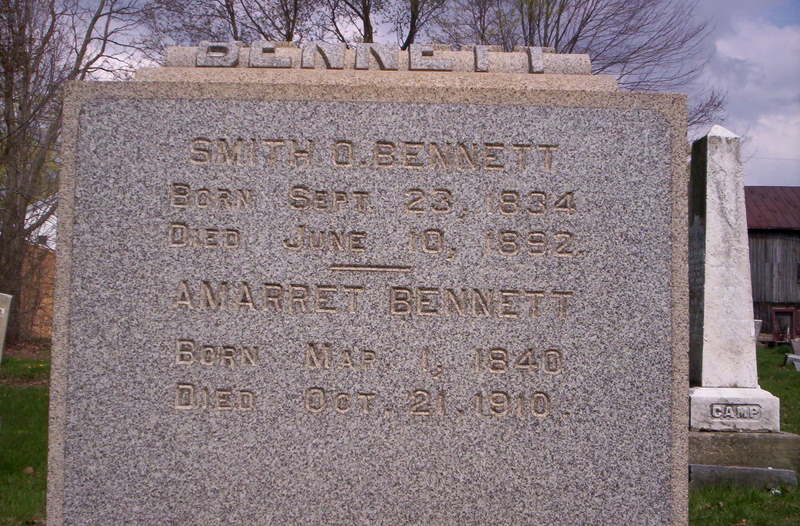 BENNETT
SMITH O. BENNETT
BORN SEPT. 23, 1834
DIED JUNE 10, 1892.
AMARRET BENNETT
BORN MAR. 1, 1840
DIED OCT. 21. 1910.
CAMP